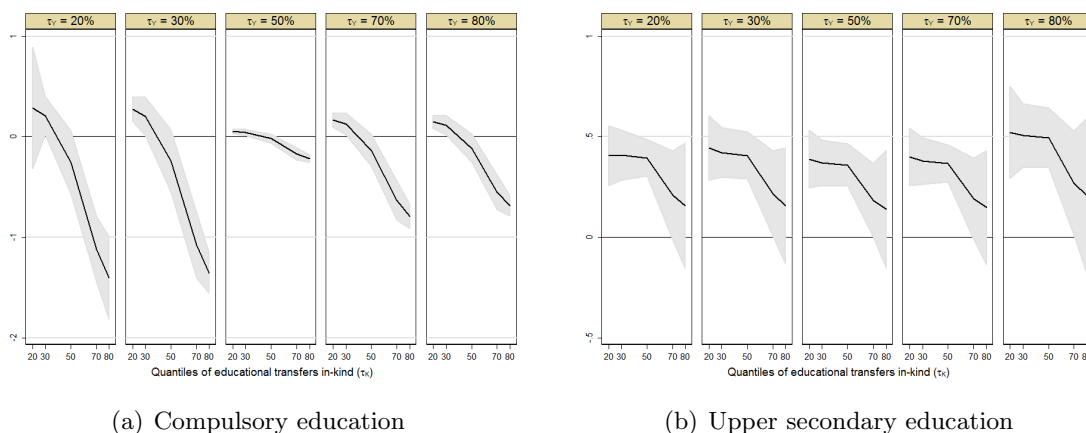 τY = 20% τY = 30% τY = 50% τY = 70% τY = 80%
1
0
-1
-2
20 30 50 70 80 20 30 50 70 80 20 30 50 70 80 20 30 50 70 80 20 30 50 70 80
Quantiles of educational transfers in-kind (τK)
(a) Compulsory education
τY = 20% τY = 30% τY = 50% τY = 70% τY = 80%
1
.5
0
-.5
20 30 50 70 80 20 30 50 70 80 20 30 50 70 80 20 30 50 70 80 20 30 50 70 80
Quantiles of educational transfers in-kind (τK)
(b) Upper secondary education